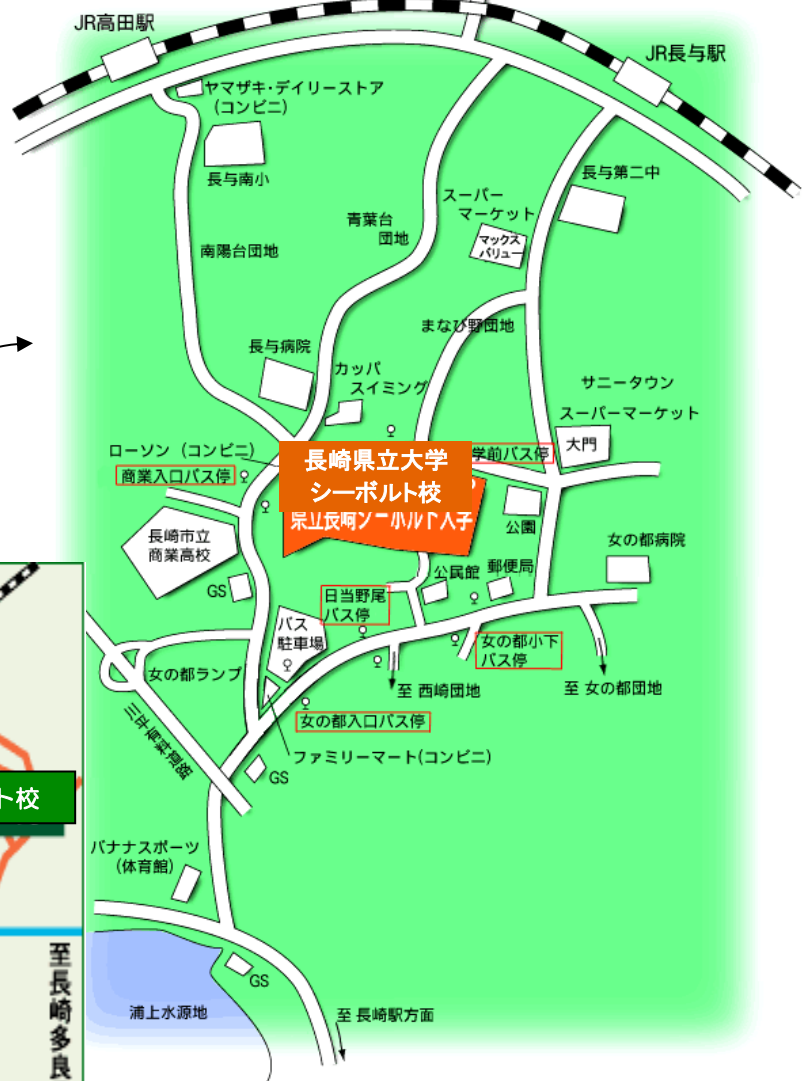 JR高田駅
JR長与駅
ヤマザキ・デイリーストア
(コンビニ)
長与南小
長与第二中
スーパー
マーケット
マックス
バリュー
青葉台
団地
南陽台団地
まなび野団地
長与病院
カッパ
スイミング
サニータウン
スーパーマーケット
大門
ローソン (コンビニ)
商業入口バス停
長崎県立大学
シーボルト校
学前バス停
県立長崎シーボルト大学
公園
長崎市立
商業高校
女の都病院
公民館
郵便局
GS
日当野尾
バス停
バス
駐車場
女の都小下
バス停
女の都ランプ
至 西崎団地
至 女の都団地
女の都入口バス停
ファミリーマート(コンビニ)
GS
ト校
バナナスポーツ
(体育館)
GS
浦上水源地
至 長崎駅方面
至長崎多良